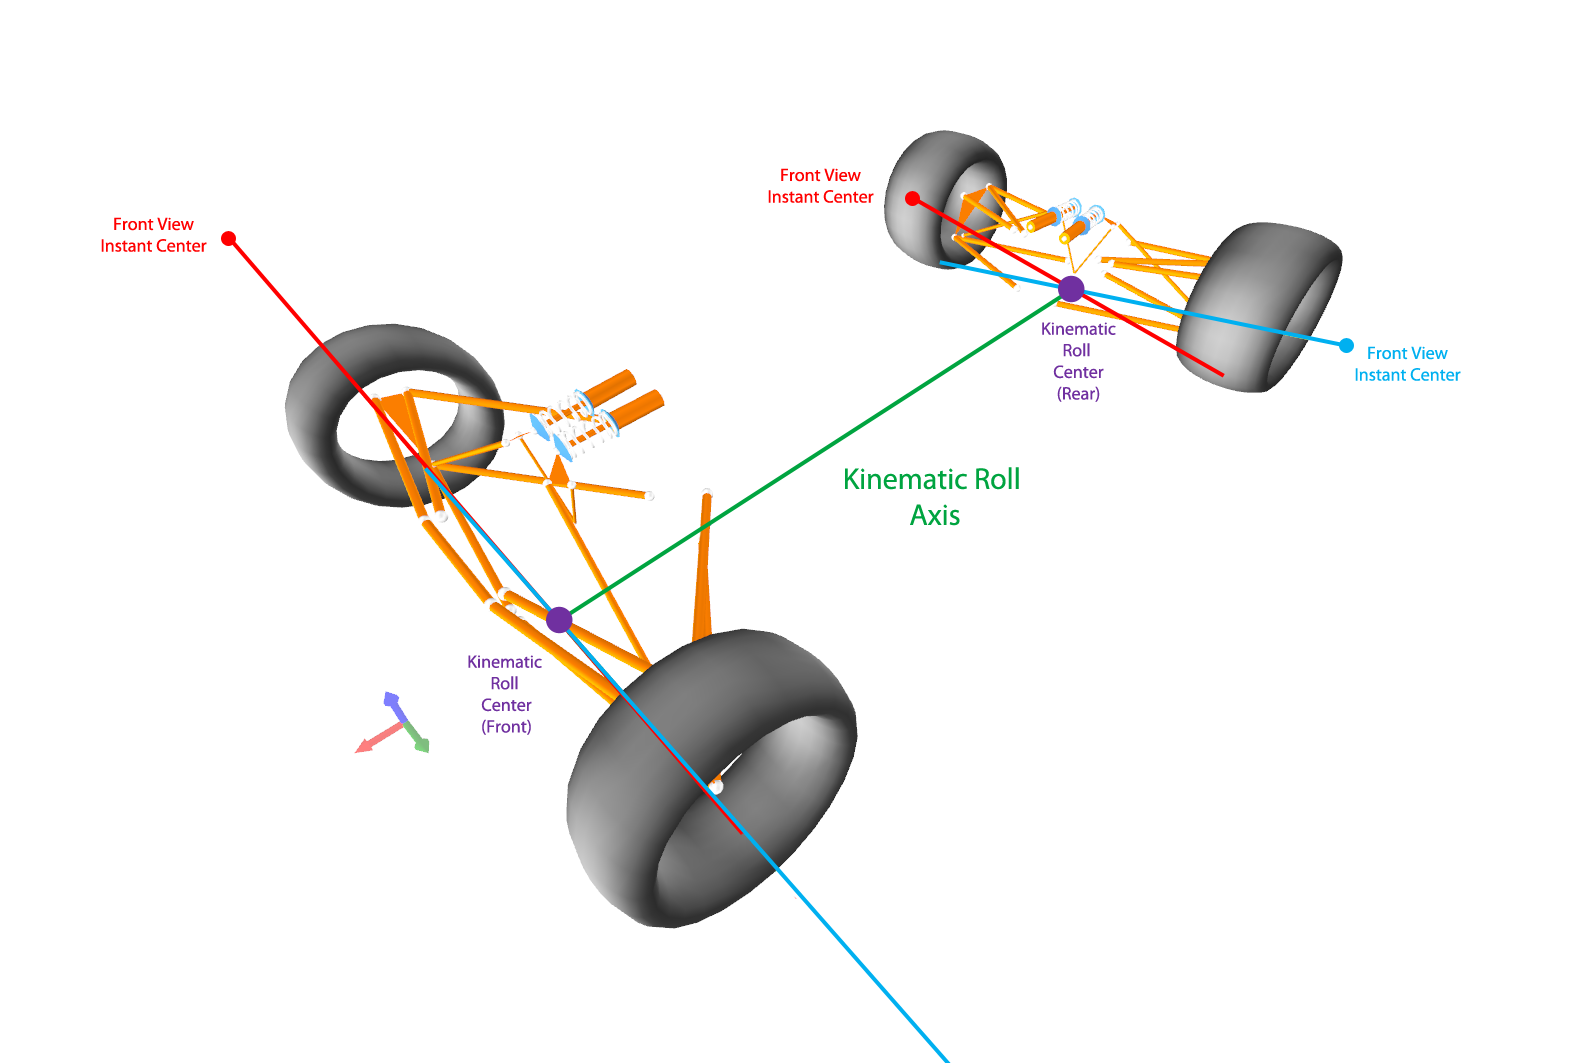 Front View
Instant Center
Front View
Instant Center
Kinematic
Roll
Center
(Rear)
Front View
Instant Center
Kinematic Roll
Axis
Kinematic
Roll
Center
(Front)